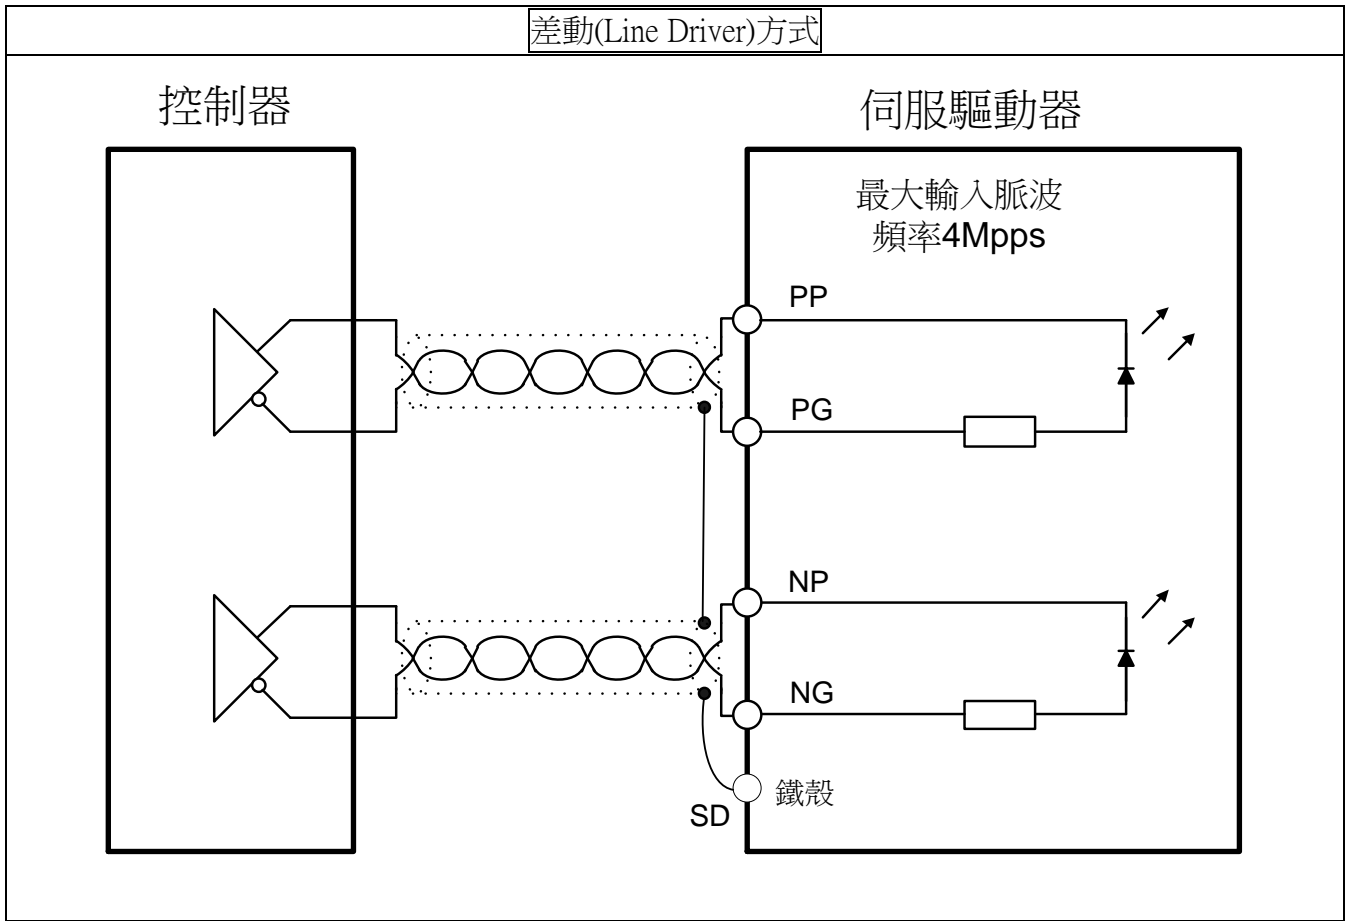 差動(Line Driver)方式
控制器
伺服驅動器
最大輸入脈波
頻率4Mpps
PP
PG
NP
NG
鐵殼
SD